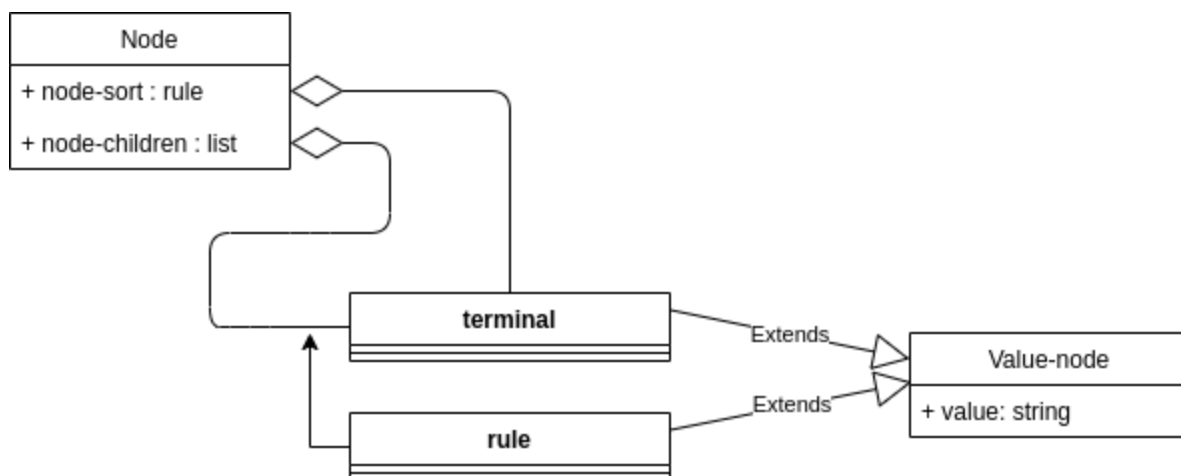 Node
+ node-sort : rule
+ node-children : list
terminal
Extends
Value-node
Extends
+ value: string
rule